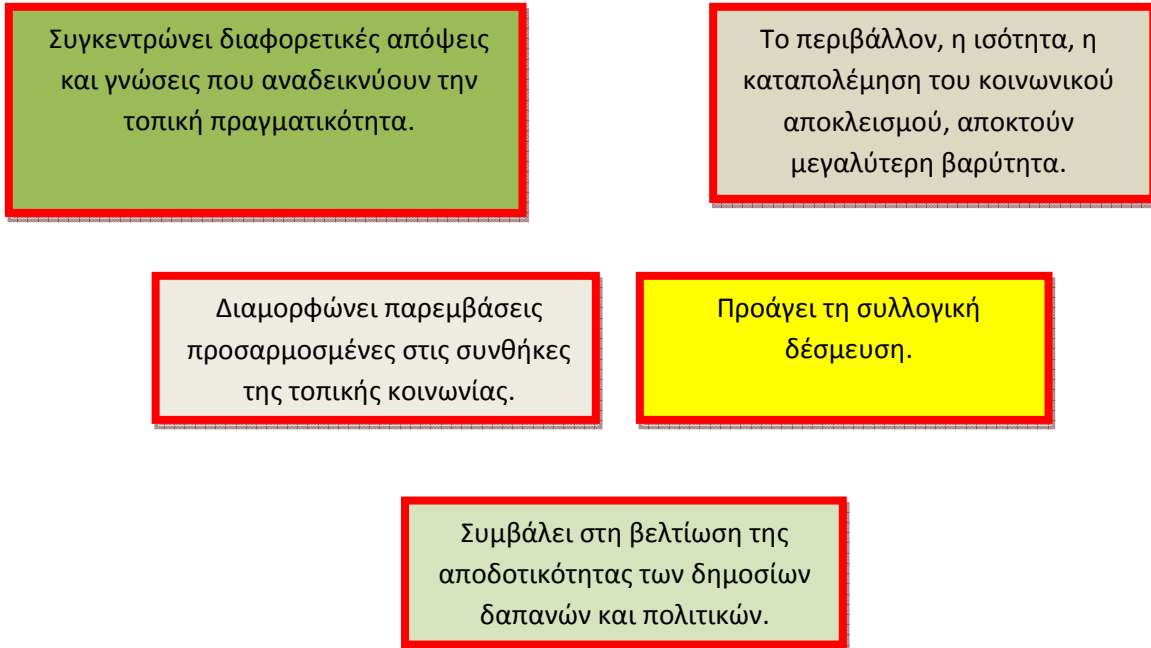 Συγκεντρώνει διαφορετικές απόψεις
και γνώσεις που αναδεικνύουν την
τοπική πραγματικότητα.
Το περιβάλλον, η ισότητα, η
καταπολέμηση του κοινωνικού
αποκλεισμού, αποκτούν
μεγαλύτερη βαρύτητα.
Διαμορφώνει παρεμβάσεις
προσαρμοσμένες στις συνθήκες
της τοπικής κοινωνίας.
Προάγει τη συλλογική
δέσμευση.
Συμβάλει στη βελτίωση της
αποδοτικότητας των δημοσίων
δαπανών και πολιτικών.